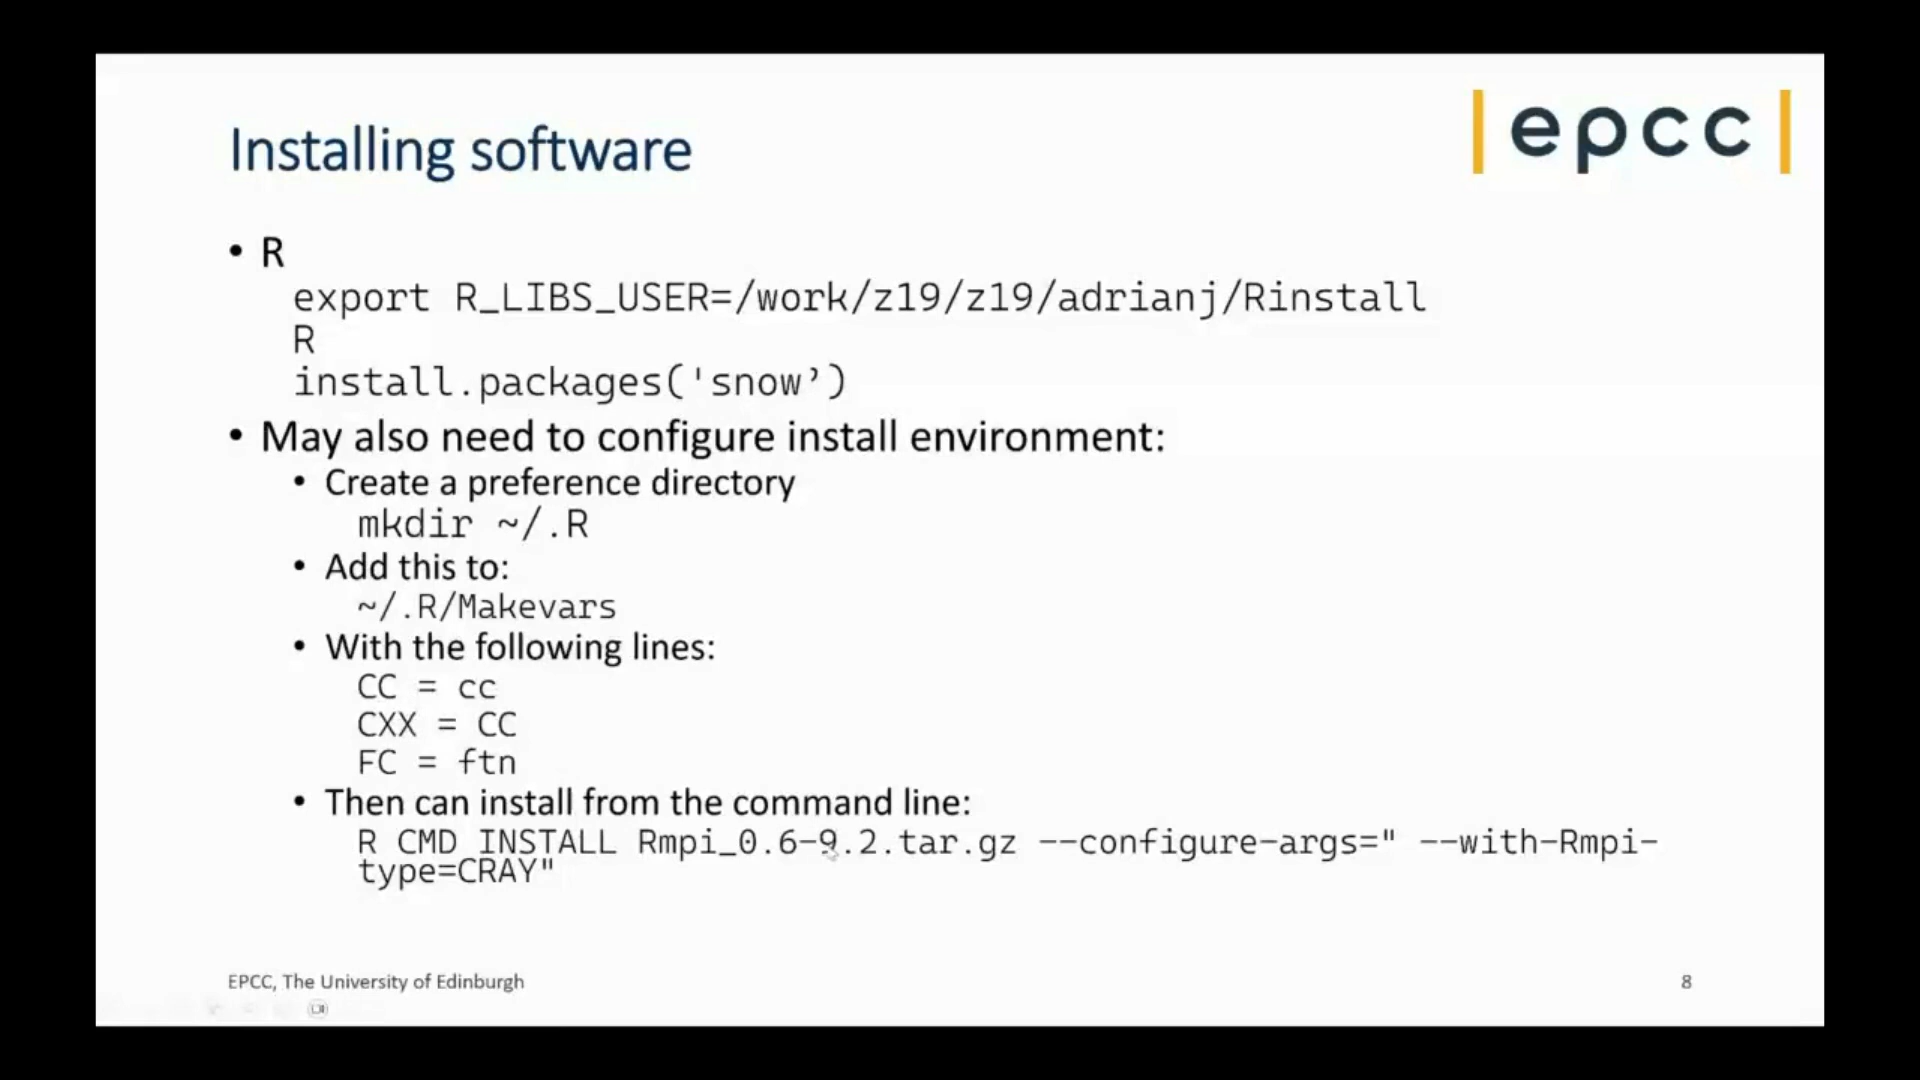 Installing software
|epcc|
• R
export R_LIBS_USER=/work/z19/z19/adrianj/Rinstall
R
install.packages('snow’)
• May also need to configure install environment:
• Create a preference directory
mkdir ~/.R
• Add this to:
~/.R/Makevars
• With the following lines:
CC = cc
CXX = CC
FC = ftn
• Then can install from the command line:
R CMD INSTALL Rmpi_0.6-9.2.tar.gz --configure-args=" --with-Rmpi-
type=CRAY"
EPCC, The University of Edinburgh
8